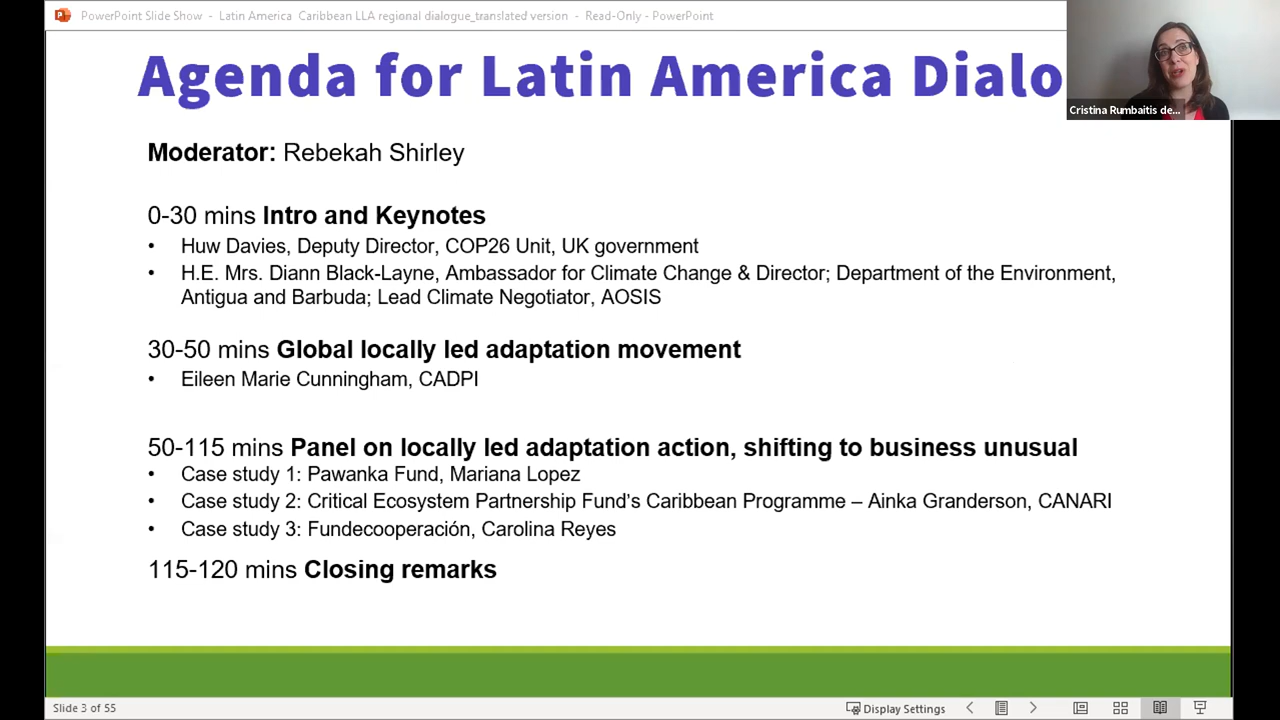 PowerPoint Slide Show - Latin America Caribbean LLA regional dialogue_translated version - Read-Only - PowerPoint
Agenda for Latin America Dialo
Cristina Rumbaitis de...
Moderator: Rebekah Shirley
0-30 mins Intro and Keynotes
• Huw Davies, Deputy Director, COP26 Unit, UK government
• H.E. Mrs. Diann Black-Layne, Ambassador for Climate Change & Director; Department of the Environment,
Antigua and Barbuda; Lead Climate Negotiator, AOSIS
30-50 mins Global locally led adaptation movement
• Eileen Marie Cunningham, CADPI
50-115 mins Panel on locally led adaptation action, shifting to business unusual
• Case study 1: Pawanka Fund, Mariana Lopez
• Case study 2: Critical Ecosystem Partnership Fund's Caribbean Programme – Ainka Granderson, CANARI
• Case study 3: Fundecooperación, Carolina Reyes
115-120 mins Closing remarks
Slide 3 of 55
Display Settings